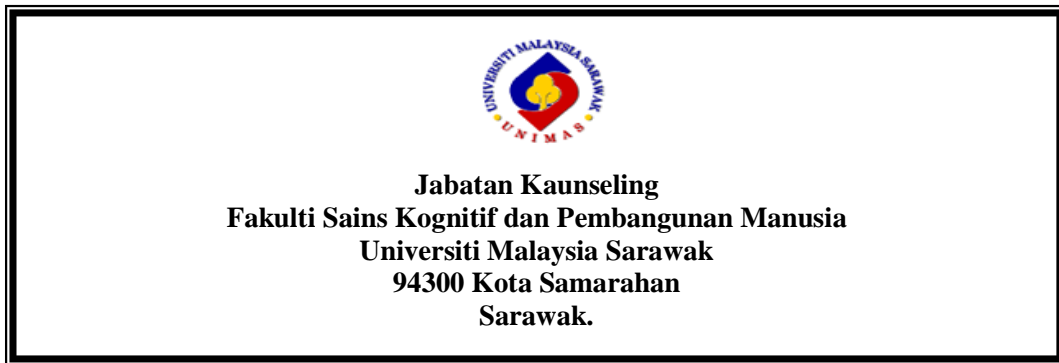 UNIVERSITI MALAYSIA SARAWAK
UNIMAS
Jabatan Kaunseling
Fakulti Sains Kognitif dan Pembangunan Manusia
Universiti Malaysia Sarawak
94300 Kota Samarahan
Sarawak.